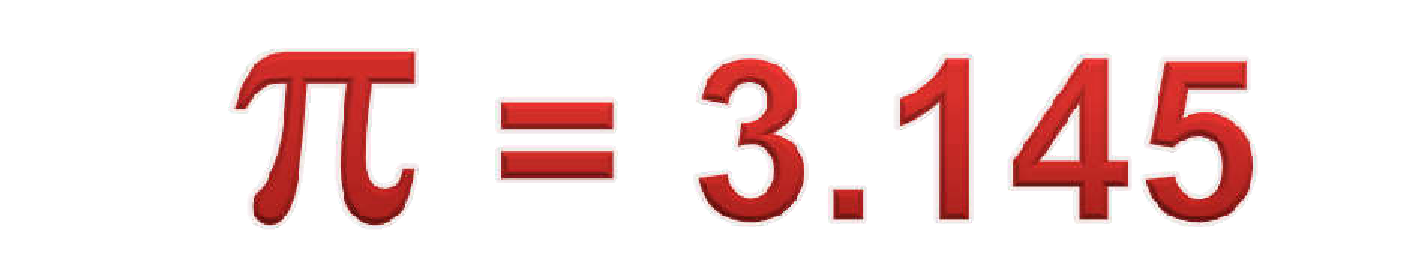 π = 3.145